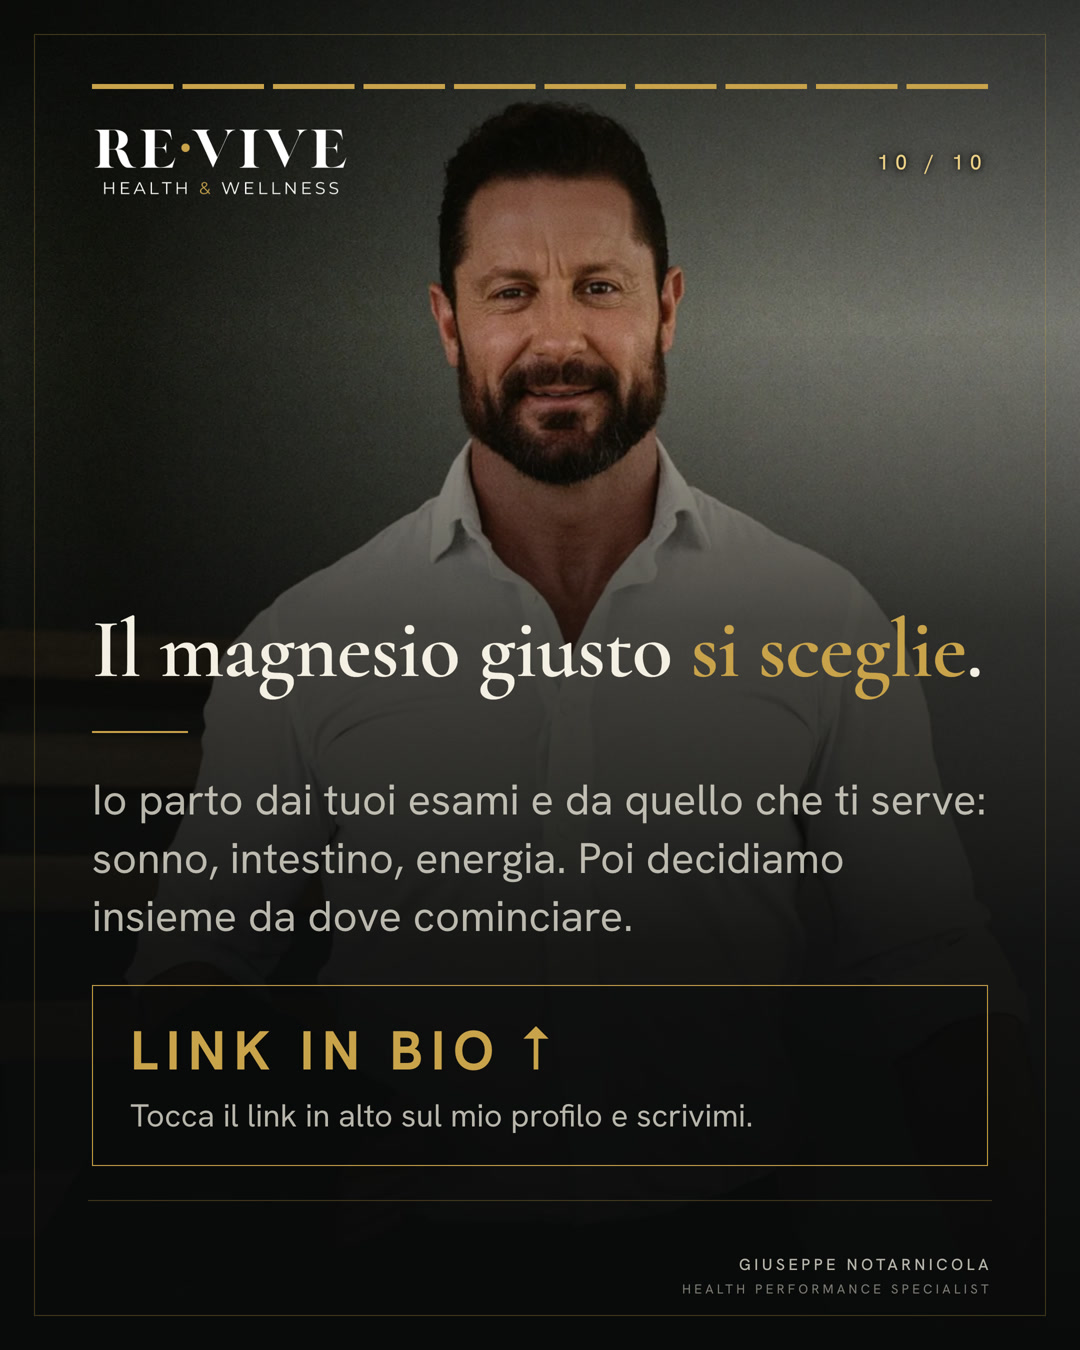 RE·VIVE
HEALTH & WELLNESS
10 / 10
Il magnesio giusto si sceglie.
Io parto dai tuoi esami e da quello che ti serve:
sonno, intestino, energia. Poi decidiamo
insieme da dove cominciare.
LINK IN BIO ↑
Tocca il link in alto sul mio profilo e scrivimi.
GIUSEPPE NOTARNICOLA
HEALTH PERFORMANCE SPECIALIST